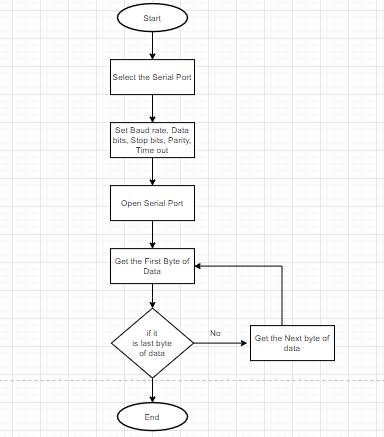 Start
Select the Serial Port
Set Baud rate, Data
bits, Stop bits, Parity,
Time out
Open Serial Port
Get the First Byte of
Data
if it
is last byte
of data
No
Get the Next byte of
data
End